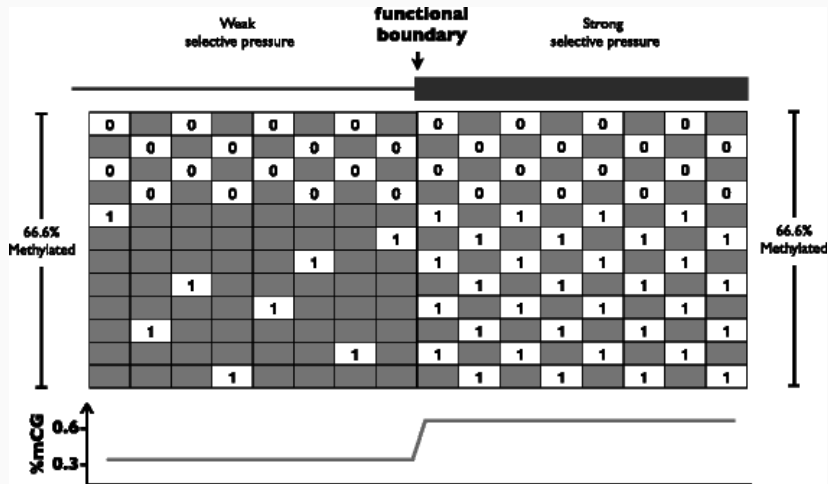 Weak
selective pressure
functional
boundary
Strong
selective pressure
0 0 0 0 0 0 0 0
0 0 0 0 0 0 0 0
0 0 0 0 0 0 0 0
0 0 0 0 0 0 0 0
1 1 1 1 1
1 1 1 1 1
1 1 1 1 1
1 1 1 1 1
1 1 1 1 1
1 1 1 1 1
1 1 1 1 1
1 1 1 1 1
66.6%
Methylated
66.6%
Methylated
%mCG
0.6
0.3